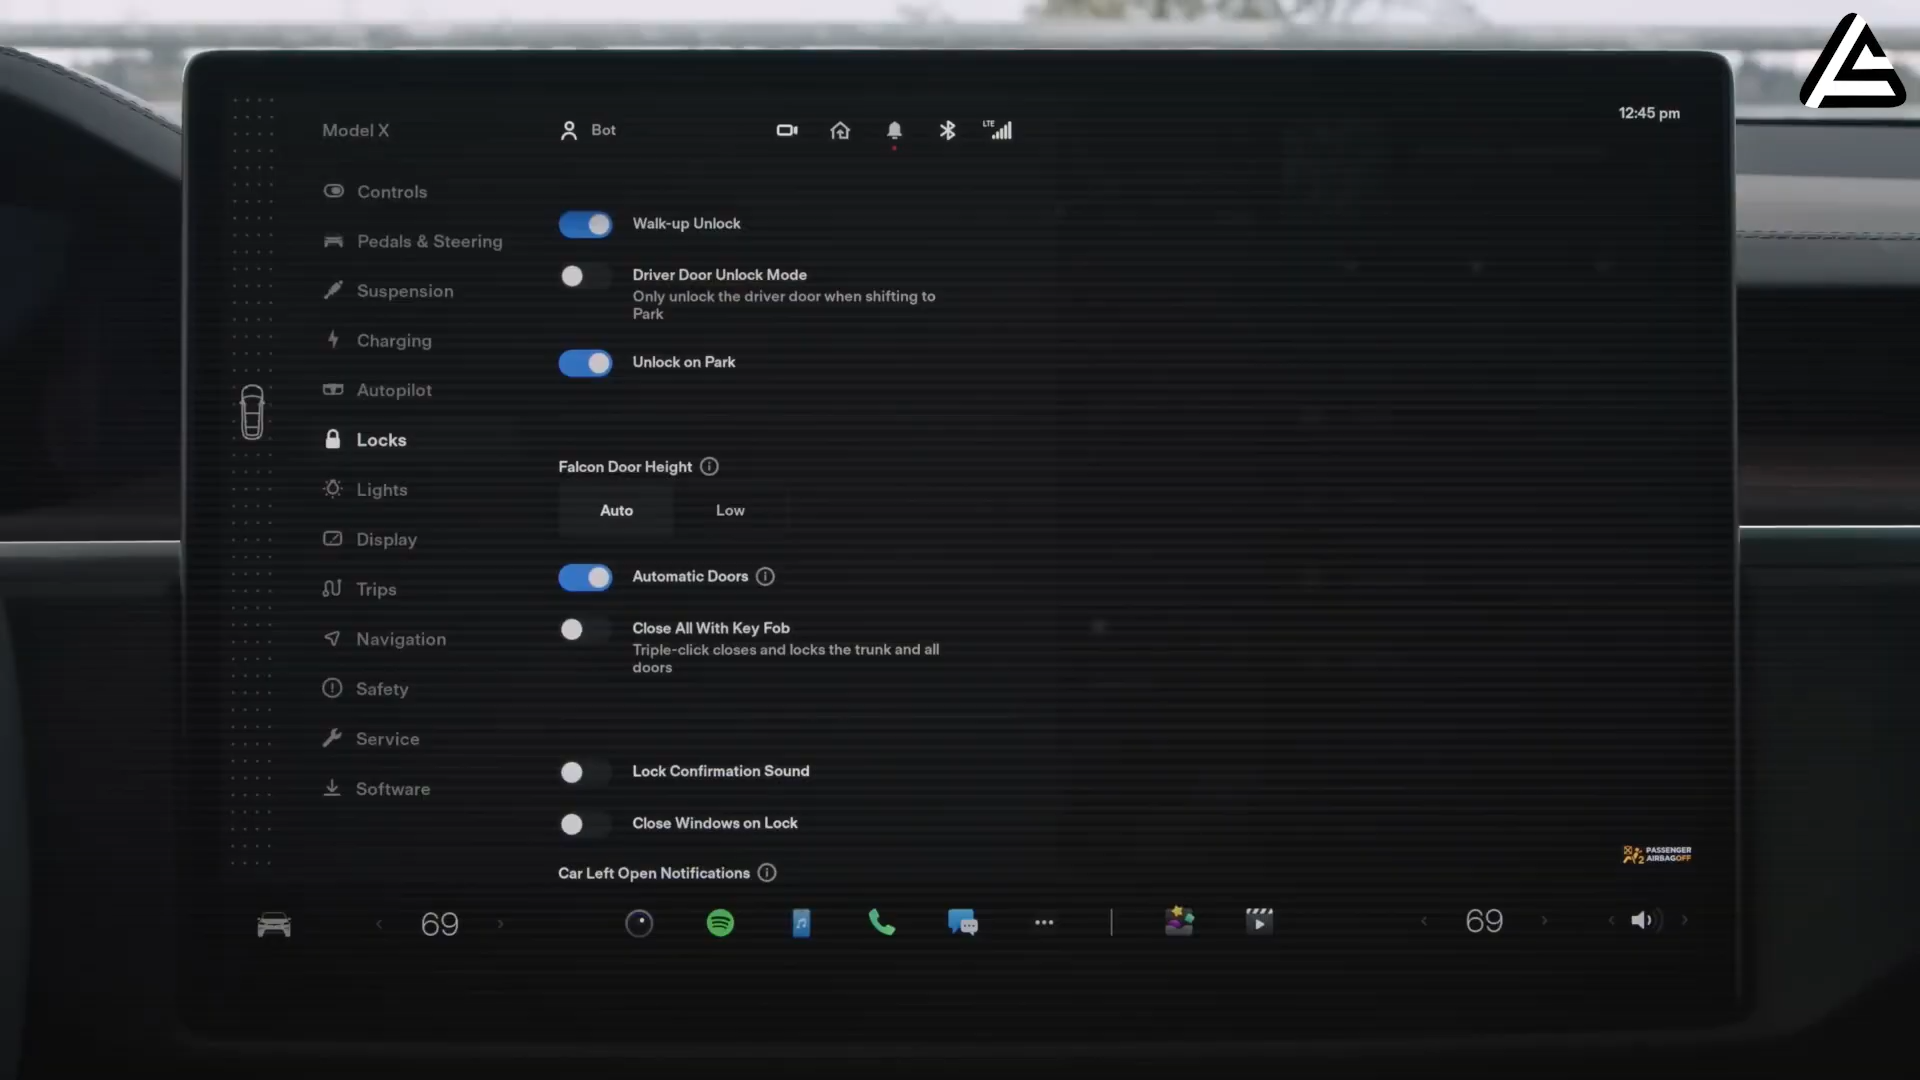 Model X
Bot
LTE
12:45 pm
Controls
Pedals & Steering
Suspension
Charging
Autopilot
Locks
Lights
Display
Trips
Navigation
Safety
Service
Software
Walk-up Unlock
Driver Door Unlock Mode
Only unlock the driver door when shifting to
Park
Unlock on Park
Falcon Door Height
Auto
Low
Automatic Doors
Close All With Key Fob
Triple-click closes and locks the trunk and all
doors
Lock Confirmation Sound
Close Windows on Lock
Car Left Open Notifications
PASSENGER
AIRBAG OFF
69
69